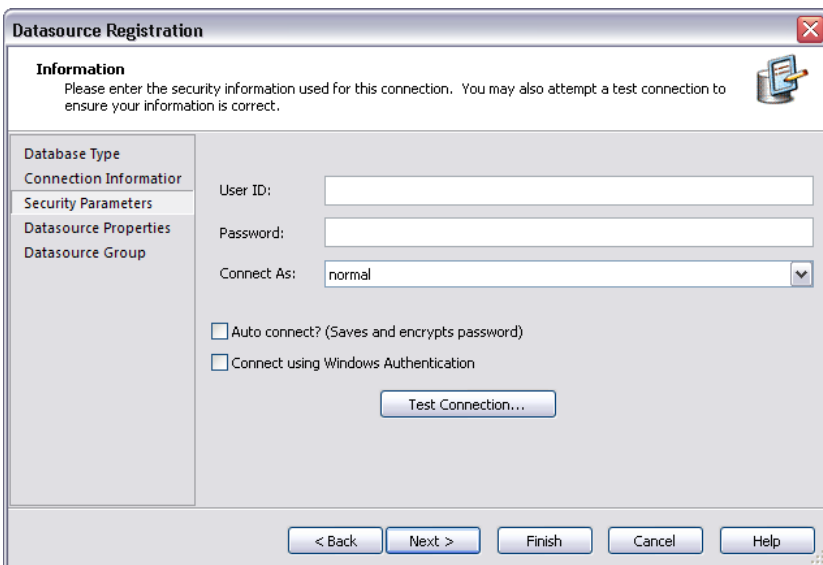 Datasource Registration
Information
Please enter the security information used for this connection.  You may also attempt a test connection to
ensure your information is correct.
Database Type
Connection Informatior
Security Parameters
Datasource Properties
Datasource Group
User ID:
Password:
Connect As:
normal
Auto connect? (Saves and encrypts password)
Connect using Windows Authentication
Test Connection...
< Back
Next >
Finish
Cancel
Help